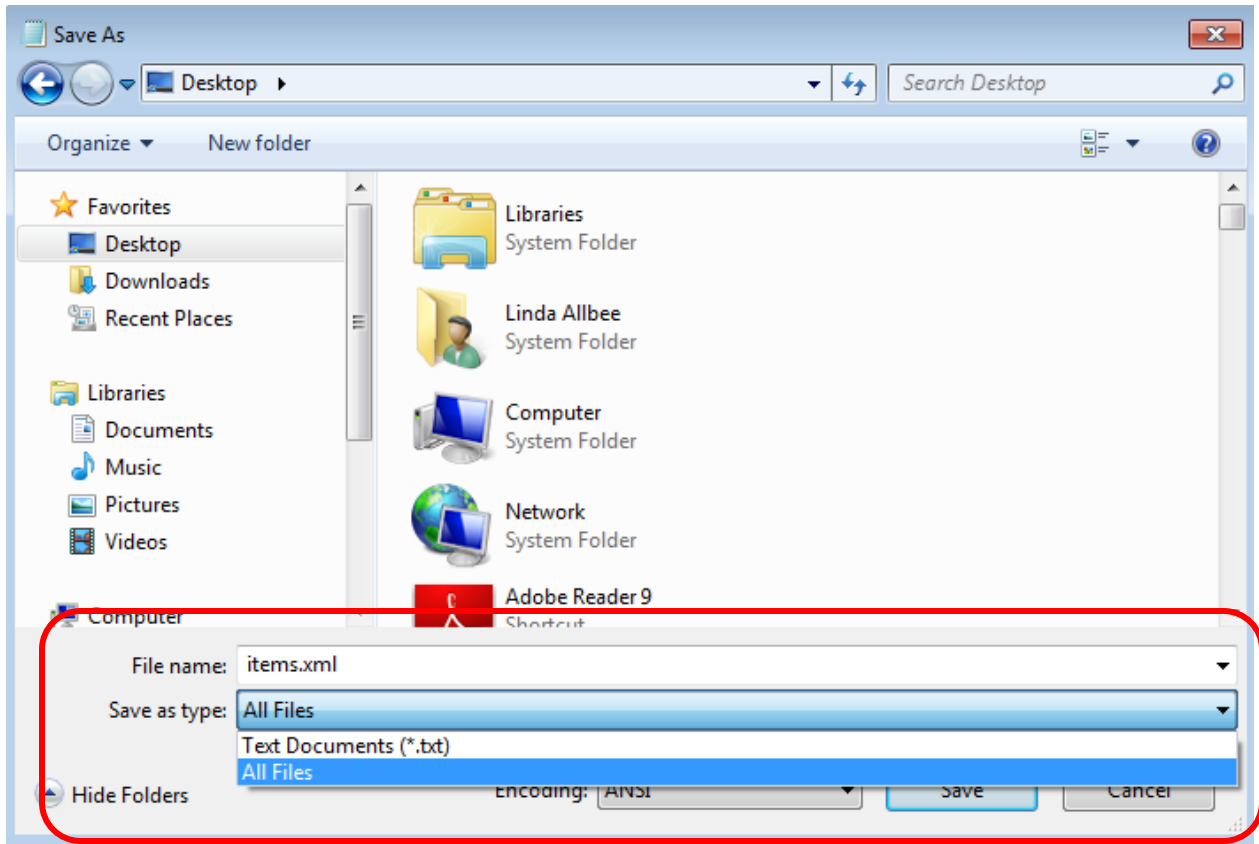 Save As
Desktop
Search Desktop
Organize
New folder
Favorites
Desktop
Downloads
Recent Places
Libraries
Documents
Music
Pictures
Videos
Computer
Libraries
System Folder
Linda Allbee
System Folder
Computer
System Folder
Network
System Folder
Adobe Reader 9
Shortcut
File name: items.xml
Save as type: All Files
Text Documents (*.txt)
All Files
Hide Folders
Encoding: ANSI
Save
Cancel